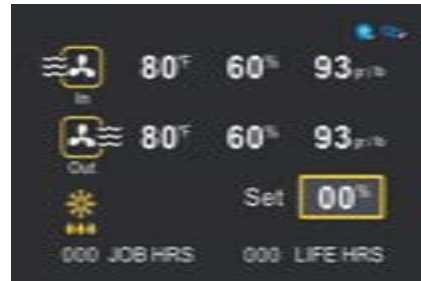 80°F 60% 93gr/lb
In
80°F 60% 93gr/lb
Out
Set 00%
000 JOB HRS 000 LIFE HRS